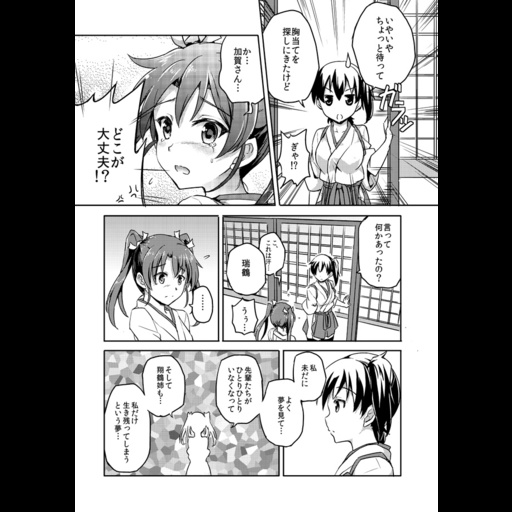 いやいや
ちょっと待って
胸当てを
探しにきたけど
ガラッ
ぎゃ!?
か…
加賀さん…
どこが
大丈夫!?
言って
何かあったの?
こ、
これは汗…
瑞鶴
うぅ…
……
私
未だに
よく
夢を見て…
先輩たちが
ひとりひとり
いなくなって
そして
翔鶴姉も…
私だけ
生き残ってしまう
という夢…